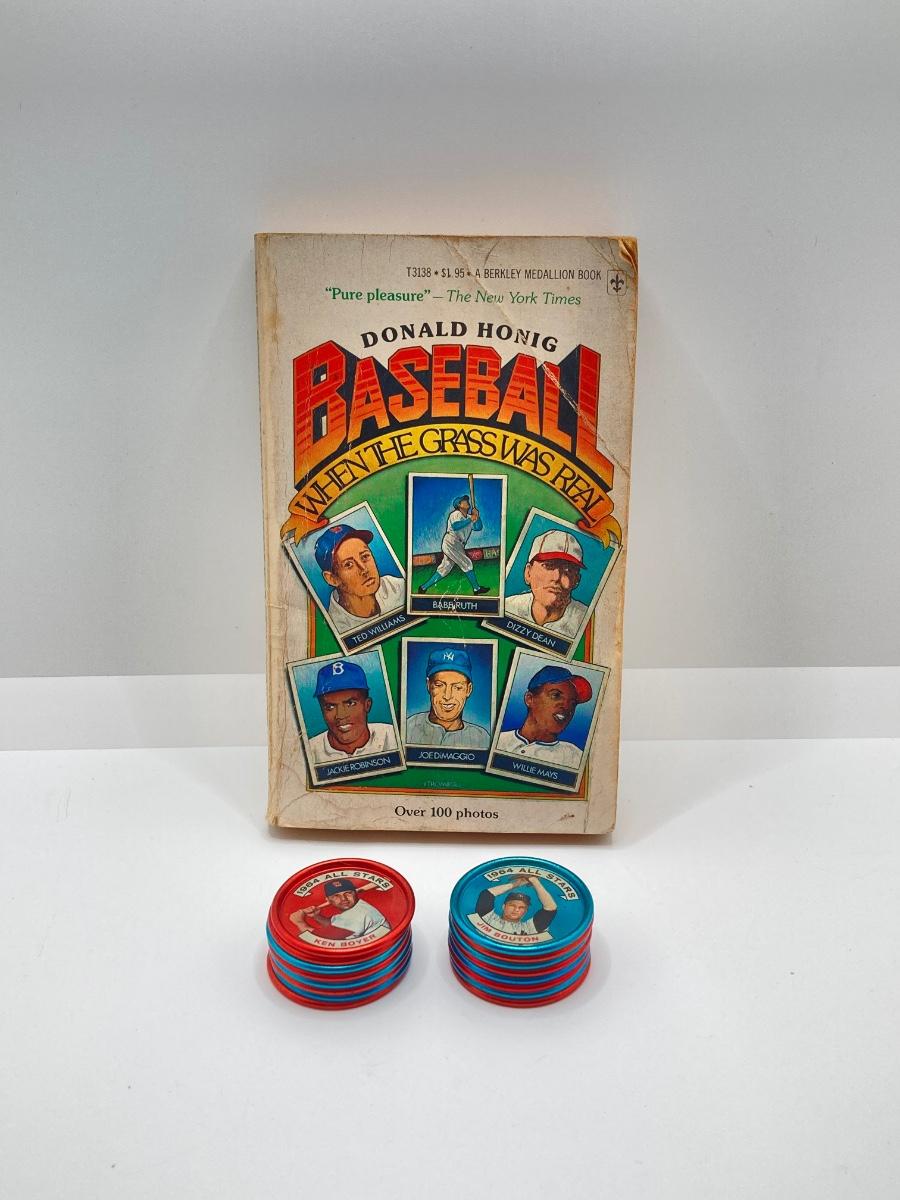 T3138 • $1.95 • A BERKLEY MEDALLION BOOK
“Pure pleasure” – The New York Times
DONALD HONIG
BASEBALL
WHEN THE GRASS WAS REAL
BABE RUTH
TED WILLIAMS
DIZZY DEAN
JACKIE ROBINSON
JOE DiMAGGIO
WILLIE MAYS
Over 100 photos
1964 ALL STARS
KEN BOYER
1964 ALL STARS
JIM BOUTON